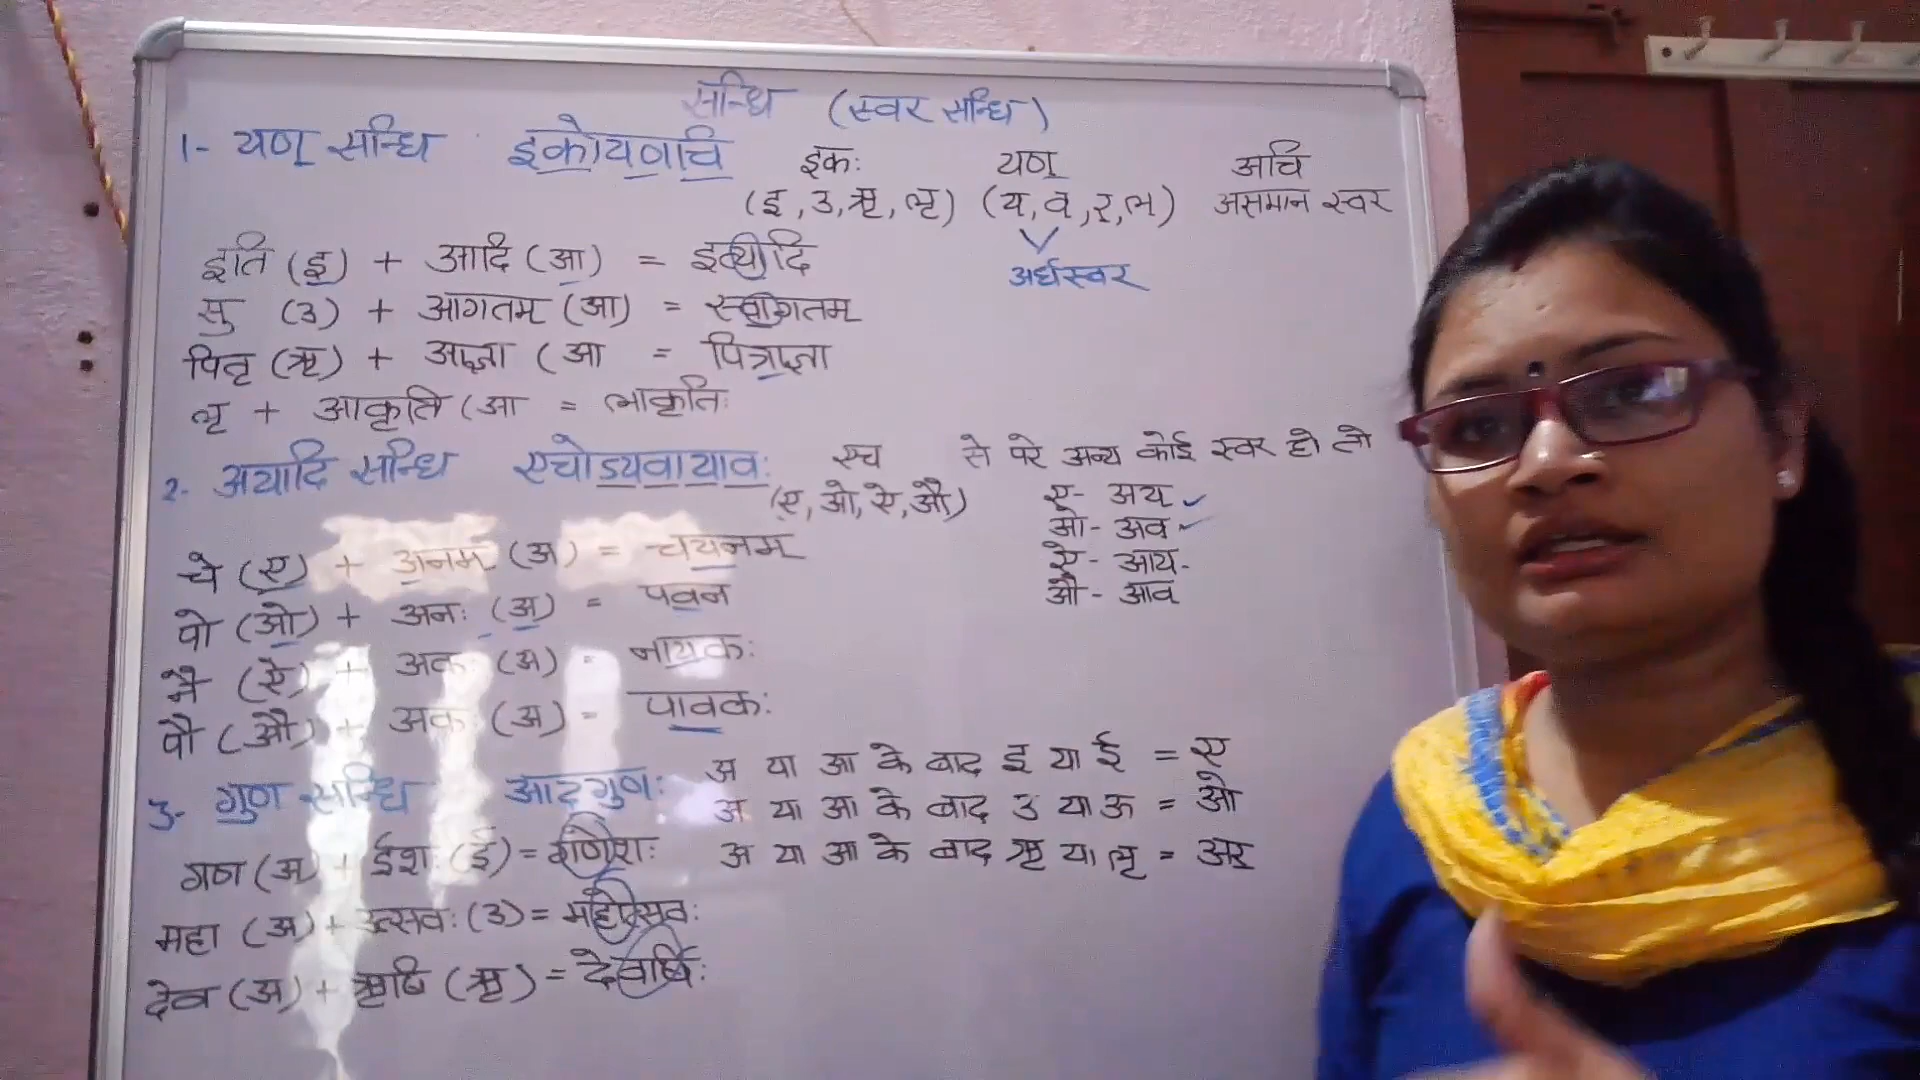 सन्धि (स्वर सन्धि)
1- यण् सन्धि इकोयणचि इकः यण् अचि
(इ, उ, ऋ, लृ) (य, व, र्, ल) असमान स्वर
अर्धस्वर
इति (इ) + आदि (आ) = इत्यादि
सु (उ) + आगतम (आ) = स्वागतम
पितृ (ऋ) + आज्ञा (आ = पित्राज्ञा
लृ + आकृति (आ = लाकृतिः
2- अयादि सन्धि एचोऽयवायावः एच से परे अन्य कोई स्वर हो तो
(ए, ओ, ऐ, औ)
ए- अय
ओ- अव
ऐ- आय
औ- आव
चे (ए) + अनम (अ) = चयनम
पो (ओ) + अनः (अ) = पवन
नै (ऐ) + अकः (अ) = नायकः
पौ (औ) + अकः (अ) = पावकः
3- गुण सन्धि आद्गुणः
अ या आ के बाद इ या ई = ए
अ या आ के बाद उ या ऊ = ओ
अ या आ के बाद ऋ या लृ = अर
गण (अ) + ईशः (ई) = गणेशः
महा (अ) + उत्सवः (उ) = महोत्सवः
देव (अ) + ऋषि (ऋ) = देवर्षिः